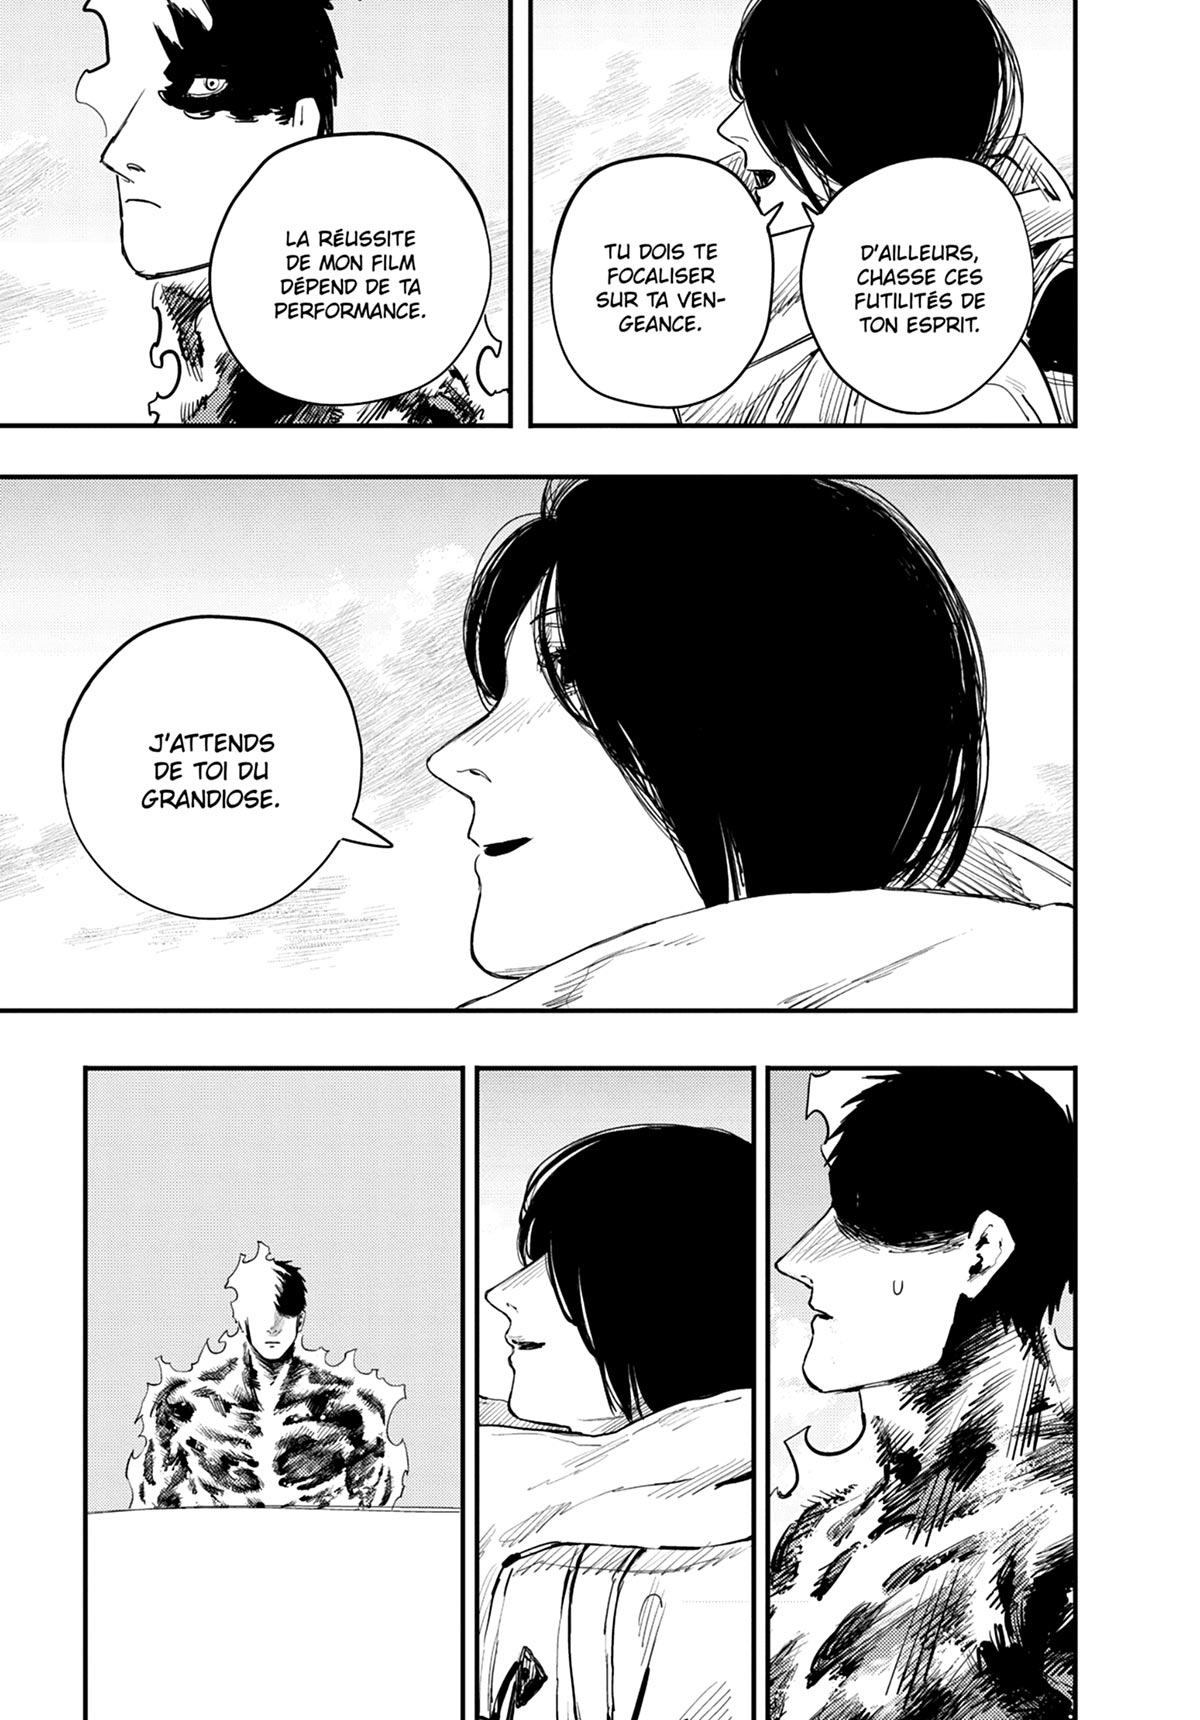 D'AILLEURS,
CHASSE CES
FUTILITÉS DE
TON ESPRIT.
TU DOIS TE
FOCALISER
SUR TA VEN-
GEANCE.
LA RÉUSSITE
DE MON FILM
DÉPEND DE TA
PERFORMANCE.
J'ATTENDS
DE TOI DU
GRANDIOSE.